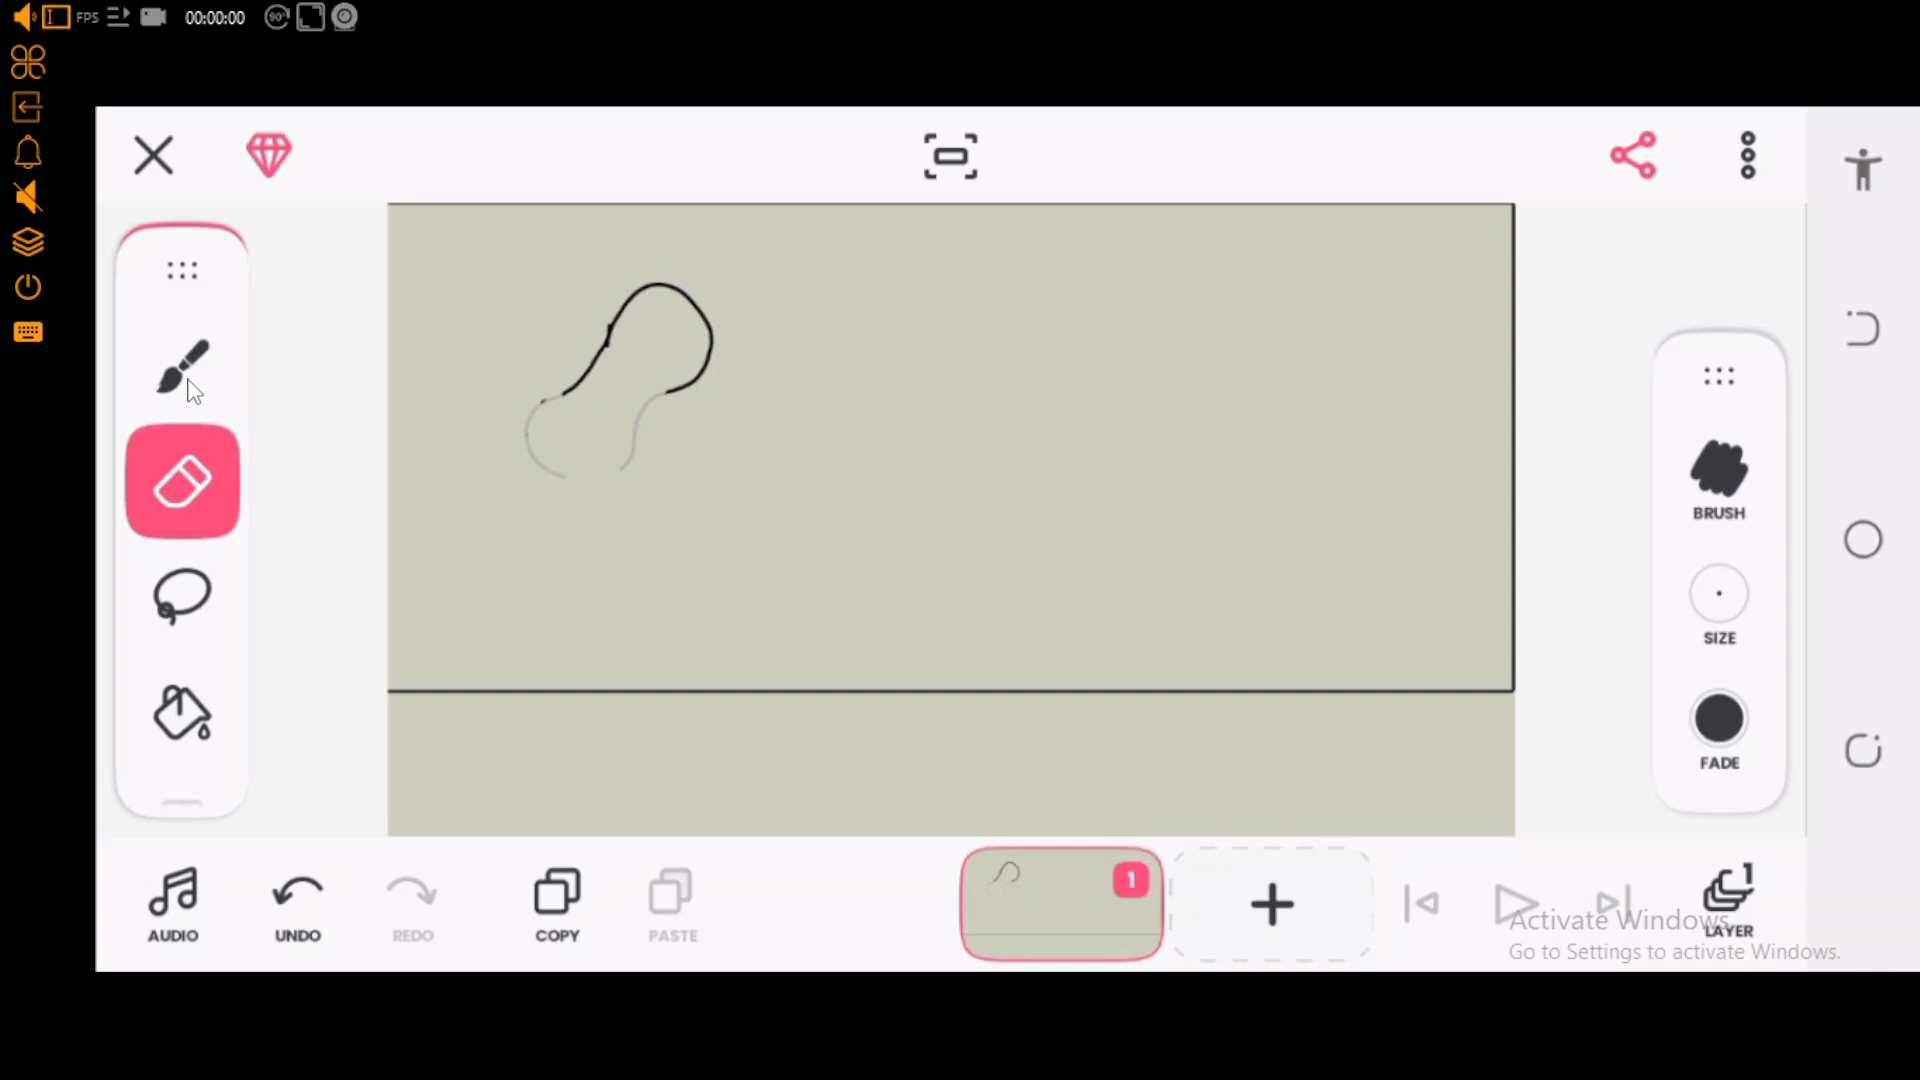 FPS
00:00:00
90°
BRUSH
SIZE
FADE
AUDIO
UNDO
REDO
COPY
PASTE
1
1
LAYER
Activate Windows
Go to Settings to activate Windows.